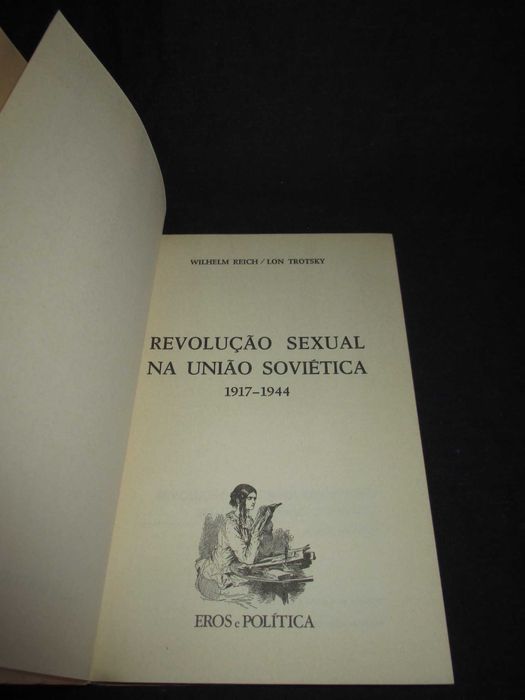 WILHELM REICH / LON TROTSKY
REVOLUÇÃO SEXUAL
NA UNIÃO SOVIÉTICA
1917-1944
EROS e POLÍTICA